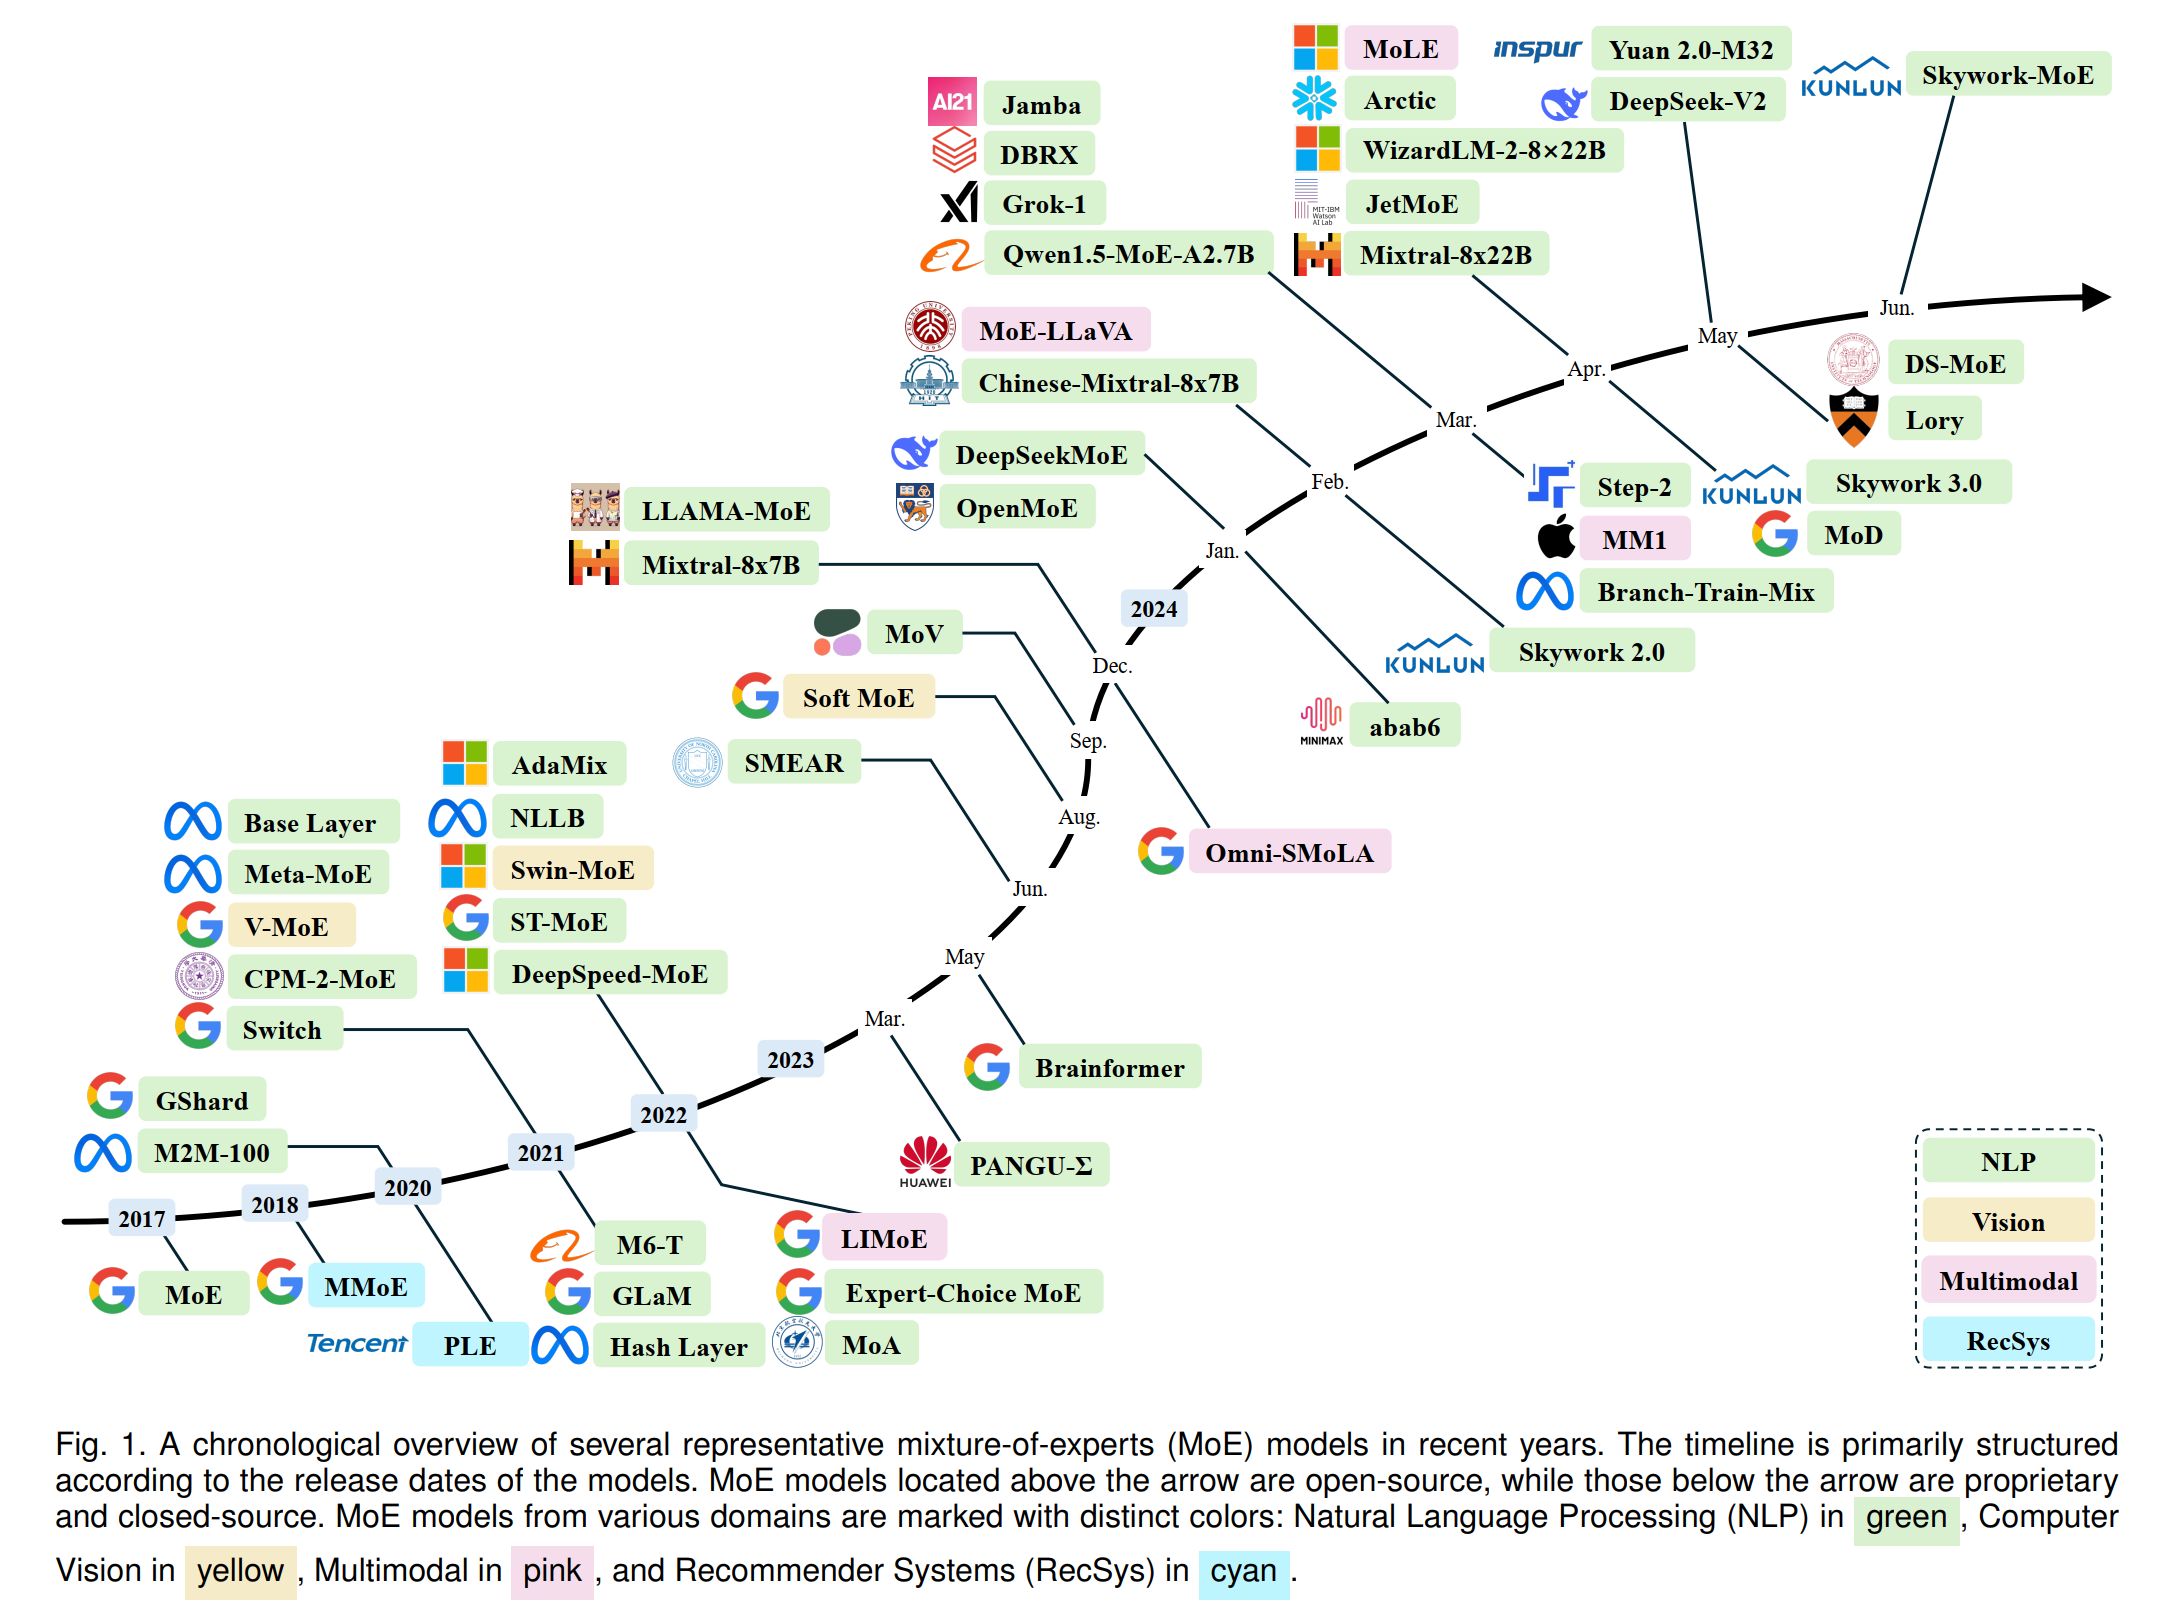 MoLE
inspur Yuan 2.0-M32
KUNLUN Skywork-MoE
AI21 Jamba
Arctic
DeepSeek-V2
DBRX
WizardLM-2-8×22B
Grok-1
MIT-IBM
Watson
AI Lab
JetMoE
Qwen1.5-MoE-A2.7B
Mixtral-8x22B
Jun.
MoE-LLaVA
May
DS-MoE
Chinese-Mixtral-8x7B
Apr.
Mar.
Lory
DeepSeekMoE
Feb.
Step-2
KUNLUN Skywork 3.0
LLAMA-MoE
OpenMoE
MM1
MoD
Jan.
Mixtral-8x7B
Branch-Train-Mix
2024
MoV
KUNLUN Skywork 2.0
Dec.
Soft MoE
MINIMAX abab6
Sep.
AdaMix
SMEAR
Base Layer
NLLB
Aug.
Omni-SMoLA
Meta-MoE
Swin-MoE
Jun.
V-MoE
ST-MoE
May
CPM-2-MoE
DeepSpeed-MoE
Mar.
Switch
2023
Brainformer
GShard
2022
M2M-100
2021
HUAWEI PANGU-Σ
NLP
2020
2018
2017
Vision
M6-T
LIMoE
MoE
MMoE
GLaM
Expert-Choice MoE
Multimodal
Tencent PLE
Hash Layer
MoA
RecSys
Fig. 1. A chronological overview of several representative mixture-of-experts (MoE) models in recent years. The timeline is primarily structured
according to the release dates of the models. MoE models located above the arrow are open-source, while those below the arrow are proprietary
and closed-source. MoE models from various domains are marked with distinct colors: Natural Language Processing (NLP) in green, Computer
Vision in yellow, Multimodal in pink, and Recommender Systems (RecSys) in cyan.